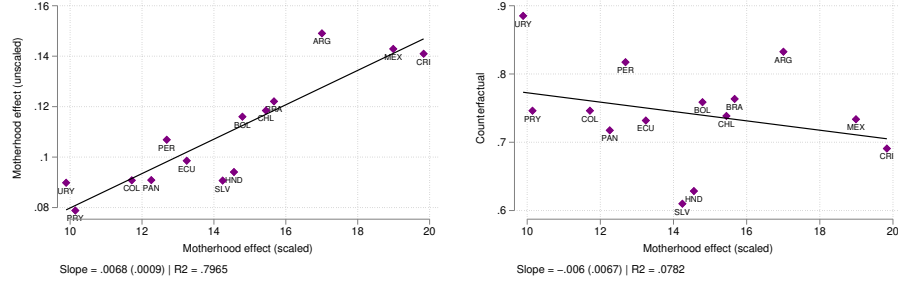 .16
.14
.12
.1
.08
Motherhood effect (unscaled)
ARG
MEX
CRI
BRA
CHL
BOL
PER
ECU
HND
SLV
COL
PAN
URY
PRY
10
12
14
16
18
20
Motherhood effect (scaled)
Slope = .0068 (.0009) | R2 = .7965
.9
.8
.7
.6
Counterfactual
URY
ARG
PER
BRA
BOL
PRY
COL
CHL
ECU
MEX
PAN
CRI
HND
SLV
10
12
14
16
18
20
Motherhood effect (scaled)
Slope = −.006 (.0067) | R2 = .0782